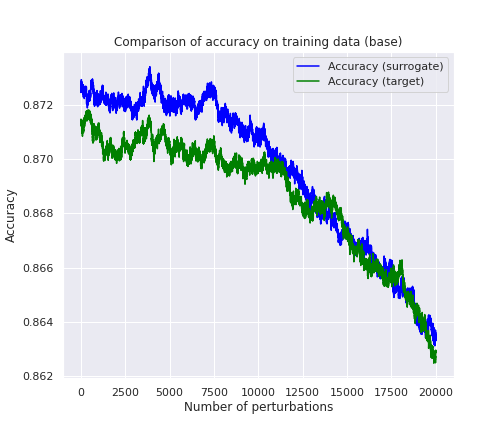 Comparison of accuracy on training data (base)
Accuracy (surrogate)
Accuracy (target)
0.872
0.870
0.868
0.866
0.864
0.862
Accuracy
0 2500 5000 7500 10000 12500 15000 17500 20000
Number of perturbations